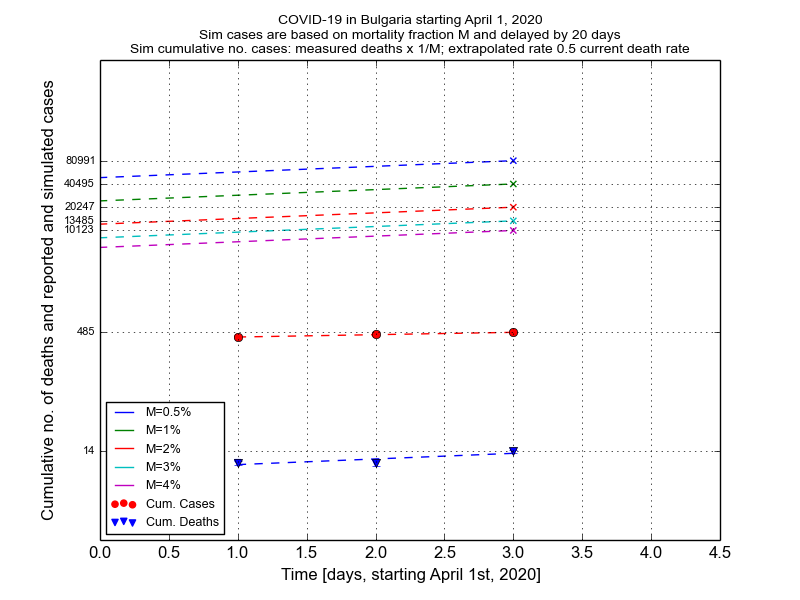 COVID-19 in Bulgaria starting April 1, 2020
Sim cases are based on mortality fraction M and delayed by 20 days
Sim cumulative no. cases: measured deaths x 1/M; extrapolated rate 0.5 current death rate
Cumulative no. of deaths and reported and simulated cases
80991
40495
20247
13485
10123
485
14
M=0.5%
M=1%
M=2%
M=3%
M=4%
Cum. Cases
Cum. Deaths
0.0 0.5 1.0 1.5 2.0 2.5 3.0 3.5 4.0 4.5
Time [days, starting April 1st, 2020]